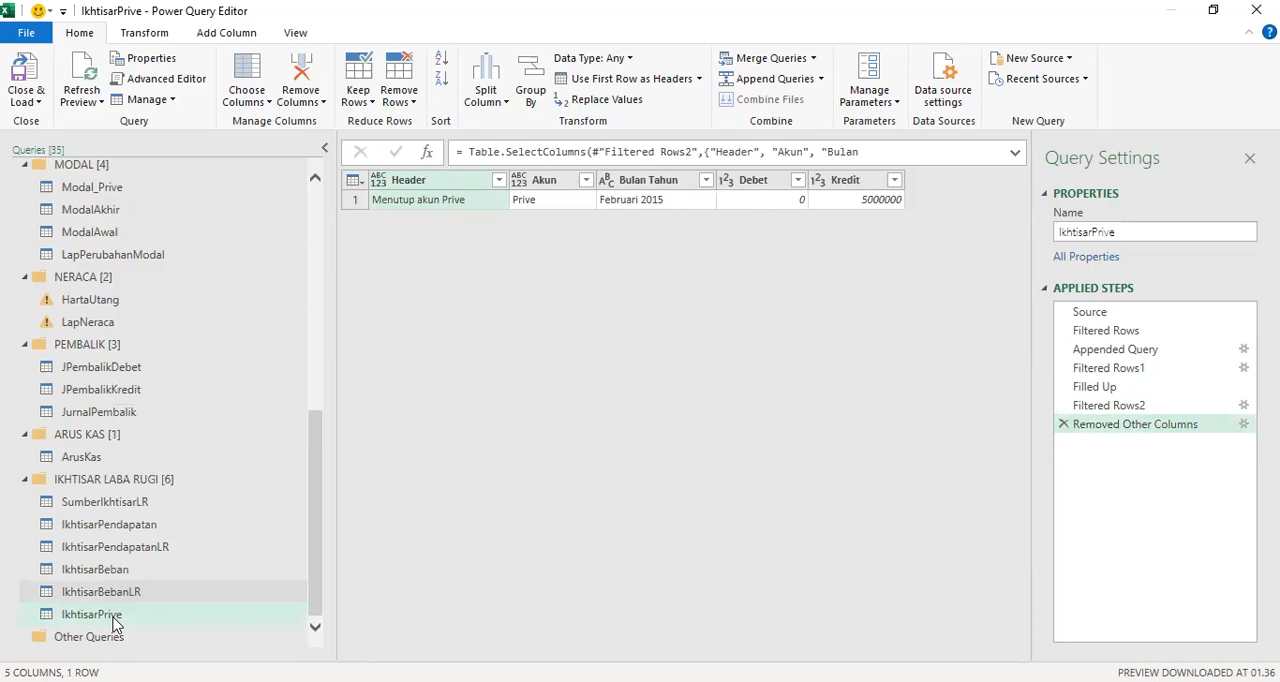 IkhtisarPrive - Power Query Editor
File Home Transform Add Column View
Close & Load
Close
Refresh Preview
Properties
Advanced Editor
Manage
Query
Choose Columns
Remove Columns
Manage Columns
Keep Rows
Remove Rows
Reduce Rows
Sort
Split Column
Group By
Data Type: Any
Use First Row as Headers
Replace Values
Transform
Merge Queries
Append Queries
Combine Files
Combine
Manage Parameters
Parameters
Data source settings
Data Sources
New Source
Recent Sources
New Query
Queries [35]
MODAL [4]
Modal_Prive
ModalAkhir
ModalAwal
LapPerubahanModal
NERACA [2]
HartaUtang
LapNeraca
PEMBALIK [3]
JPembalikDebet
JPembalikKredit
JurnalPembalik
ARUS KAS [1]
ArusKas
IKHTISAR LABA RUGI [6]
SumberIkhtisarLR
IkhtisarPendapatan
IkhtisarPendapatanLR
IkhtisarBeban
IkhtisarBebanLR
IkhtisarPrive
Other Queries
fx = Table.SelectColumns(#"Filtered Rows2",{"Header", "Akun", "Bulan
ABC 123 Header ABC 123 Akun ABC Bulan Tahun 123 Debet 123 Kredit
1 Menutup akun Prive Prive Februari 2015 0 5000000
Query Settings
PROPERTIES
Name
IkhtisarPrive
All Properties
APPLIED STEPS
Source
Filtered Rows
Appended Query
Filtered Rows1
Filled Up
Filtered Rows2
Removed Other Columns
5 COLUMNS, 1 ROW
PREVIEW DOWNLOADED AT 01.36